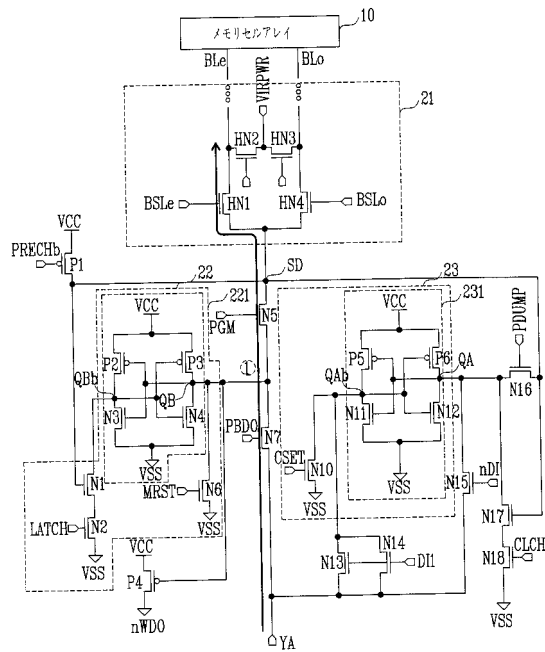 10
メモリセルアレイ
BLe
BLo
VIRPWR
21
HN2
HN3
BSLe
HN1
HN4
BSLo
VCC
PRECHb
P1
22
SD
23
221
231
VCC
N5
VCC
PDUMP
PGM
P2
P3
P5
P6
QA
QBb
QB
①
QAb
N16
N3
N4
N11
N12
PBDO
N7
CSET
N10
nDI
N15
VSS
VSS
VSS
N1
MRST
N6
N17
VSS
LATCH
N2
N14
N18
CLCH
VCC
N13
DI1
VSS
P4
VSS
nWDO
YA